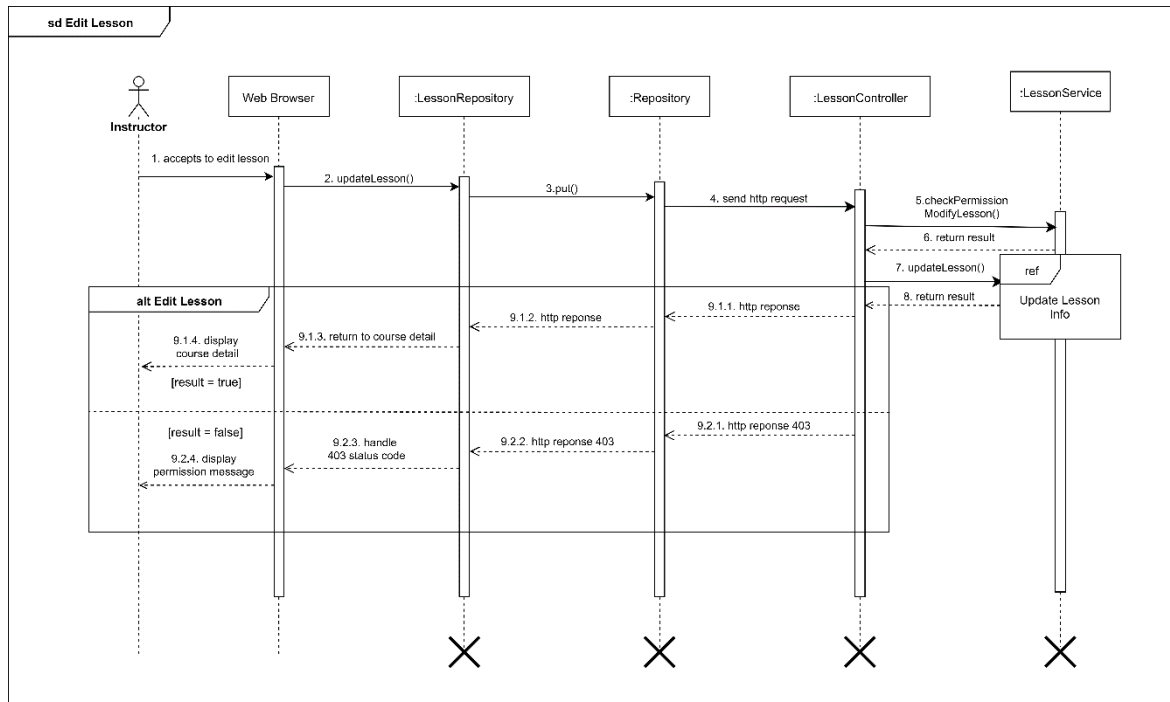 sd Edit Lesson
Instructor
Web Browser
:LessonRepository
:Repository
:LessonController
:LessonService
1. accepts to edit lesson
2. updateLesson()
3.put()
4. send http request
5.checkPermission
ModifyLesson()
6. return result
7. updateLesson()
ref
Update Lesson
Info
8. return result
alt Edit Lesson
9.1.1. http reponse
9.1.2. http reponse
9.1.3. return to course detail
9.1.4. display
course detail
[result = true]
[result = false]
9.2.1. http reponse 403
9.2.2. http reponse 403
9.2.3. handle
403 status code
9.2.4. display
permission message